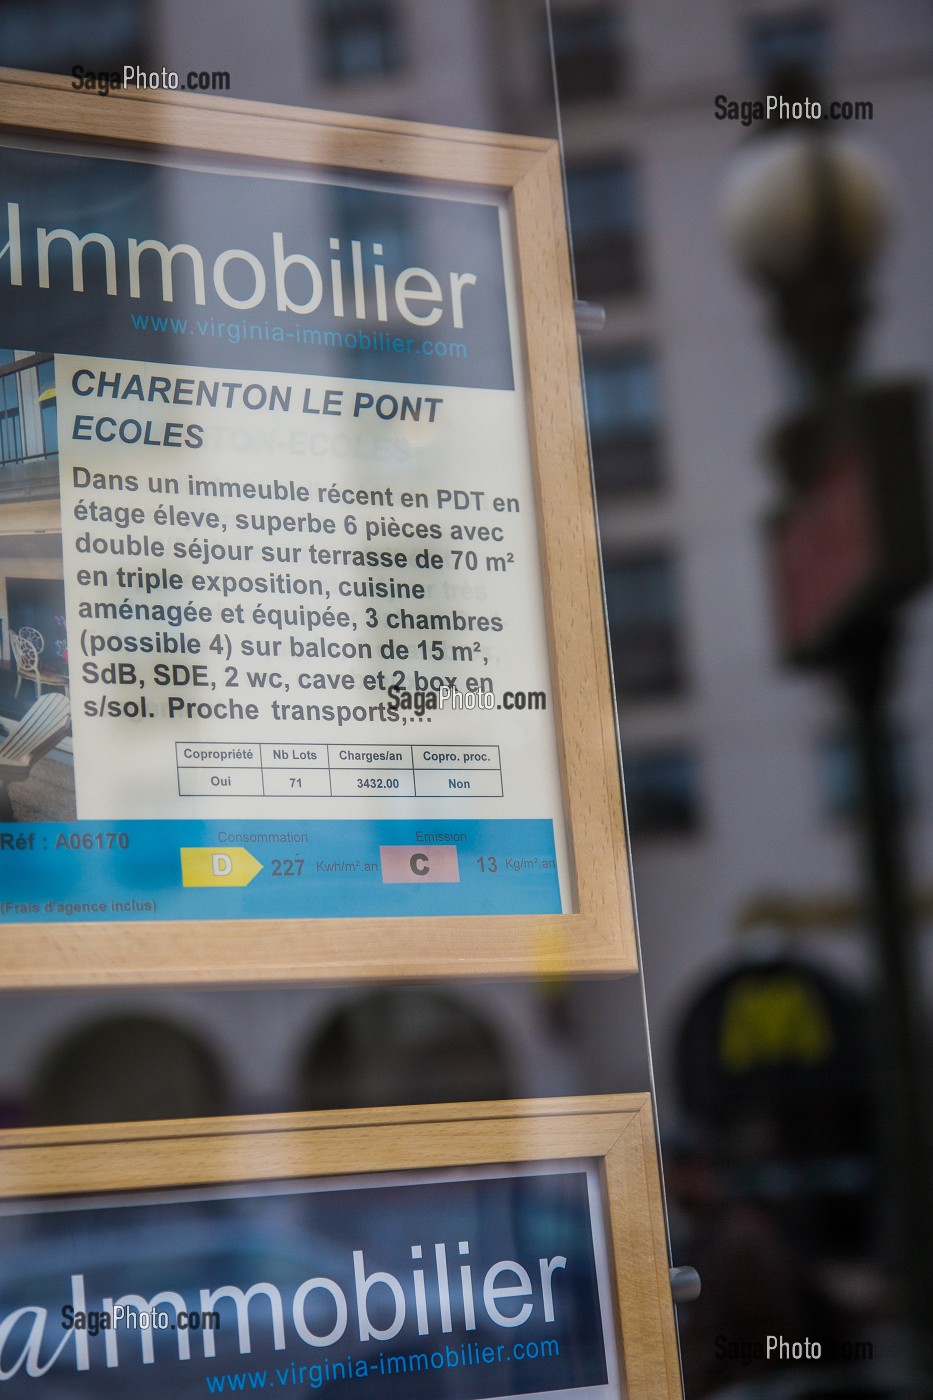 SagaPhoto.com
SagaPhoto.com
Immobilier
www.virginia-immobilier.com
CHARENTON LE PONT
ECOLES
Dans un immeuble récent en PDT en
étage éleve, superbe 6 pièces avec
double séjour sur terrasse de 70 m²
en triple exposition, cuisine
aménagée et équipée, 3 chambres
(possible 4) sur balcon de 15 m²,
SdB, SDE, 2 wc, cave et 2 box en
s/sol. Proche transports,...
SagaPhoto.com
Copropriété Nb Lots Charges/an Copro. proc.
Oui 71 3432.00 Non
Réf : A06170
Consommation Emission
D 227 Kwh/m² an C 13 Kg/m² an
(Frais d'agence inclus)
aImmobilier
www.virginia-immobilier.com
SagaPhoto.com
SagaPhoto.com